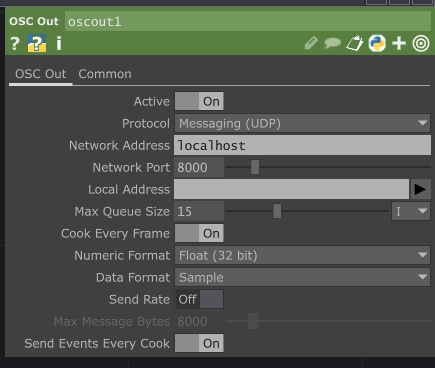 OSC Out oscout1
? ? i
OSC Out Common
Active On
Protocol Messaging (UDP)
Network Address localhost
Network Port 8000
Local Address
Max Queue Size 15 I
Cook Every Frame On
Numeric Format Float (32 bit)
Data Format Sample
Send Rate Off
Max Message Bytes 8000
Send Events Every Cook On